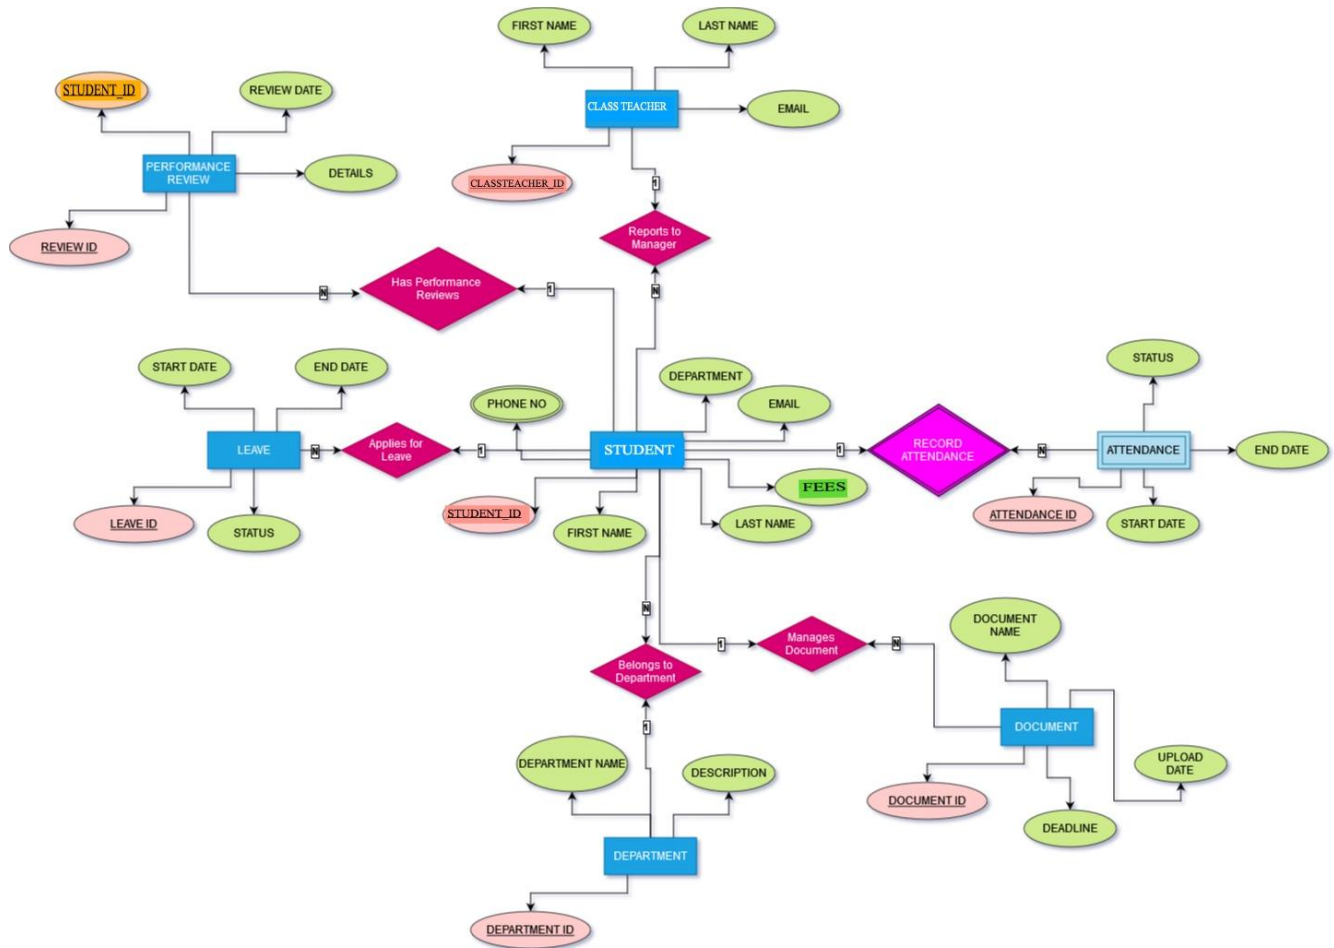 FIRST NAME
LAST NAME
STUDENT_ID
REVIEW DATE
CLASS TEACHER
EMAIL
PERFORMANCE
REVIEW
DETAILS
CLASSTEACHER_ID
REVIEW ID
1
Reports to
Manager
Has Performance
Reviews
N
1
N
START DATE
END DATE
PHONE NO
DEPARTMENT
EMAIL
STATUS
LEAVE
N
Applies for
Leave
1
STUDENT
1
RECORD
ATTENDANCE
N
ATTENDANCE
END DATE
FEES
LEAVE ID
STATUS
STUDENT_ID
FIRST NAME
LAST NAME
ATTENDANCE ID
START DATE
N
Belongs to
Department
1
1
Manages
Document
N
DOCUMENT
NAME
DOCUMENT
UPLOAD
DATE
DOCUMENT ID
DEADLINE
DEPARTMENT NAME
DESCRIPTION
DEPARTMENT
DEPARTMENT ID